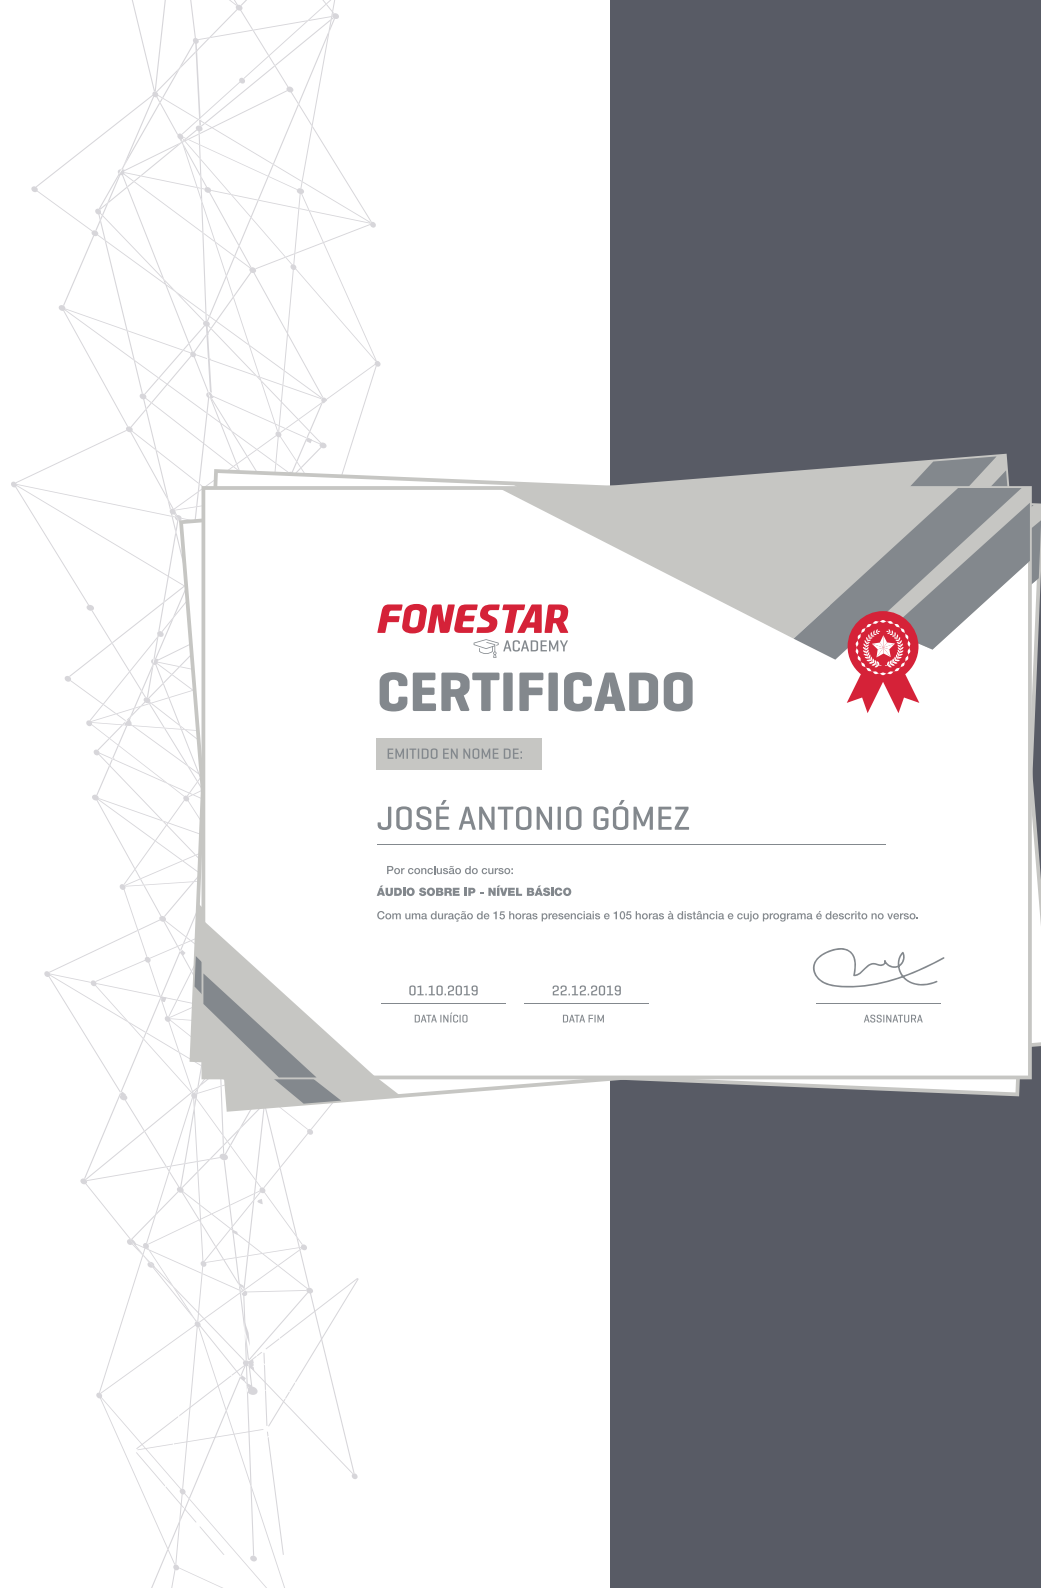 FONESTAR
ACADEMY
CERTIFICADO
EMITIDO EN NOME DE:
JOSÉ ANTONIO GÓMEZ
Por conclusão do curso:
ÁUDIO SOBRE IP - NÍVEL BÁSICO
Com uma duração de 15 horas presenciais e 105 horas à distância e cujo programa é descrito no verso.
01.10.2019 22.12.2019
DATA INÍCIO DATA FIM ASSINATURA